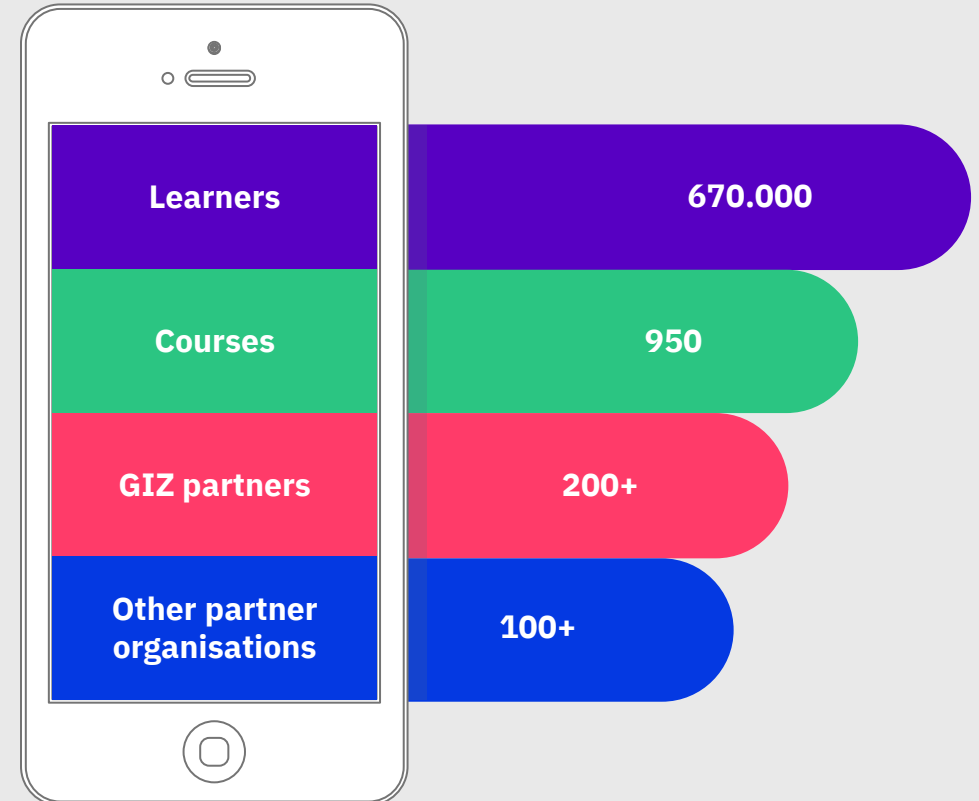 Learners
670.000
Courses
950
GIZ partners
200+
Other partner
organisations
100+